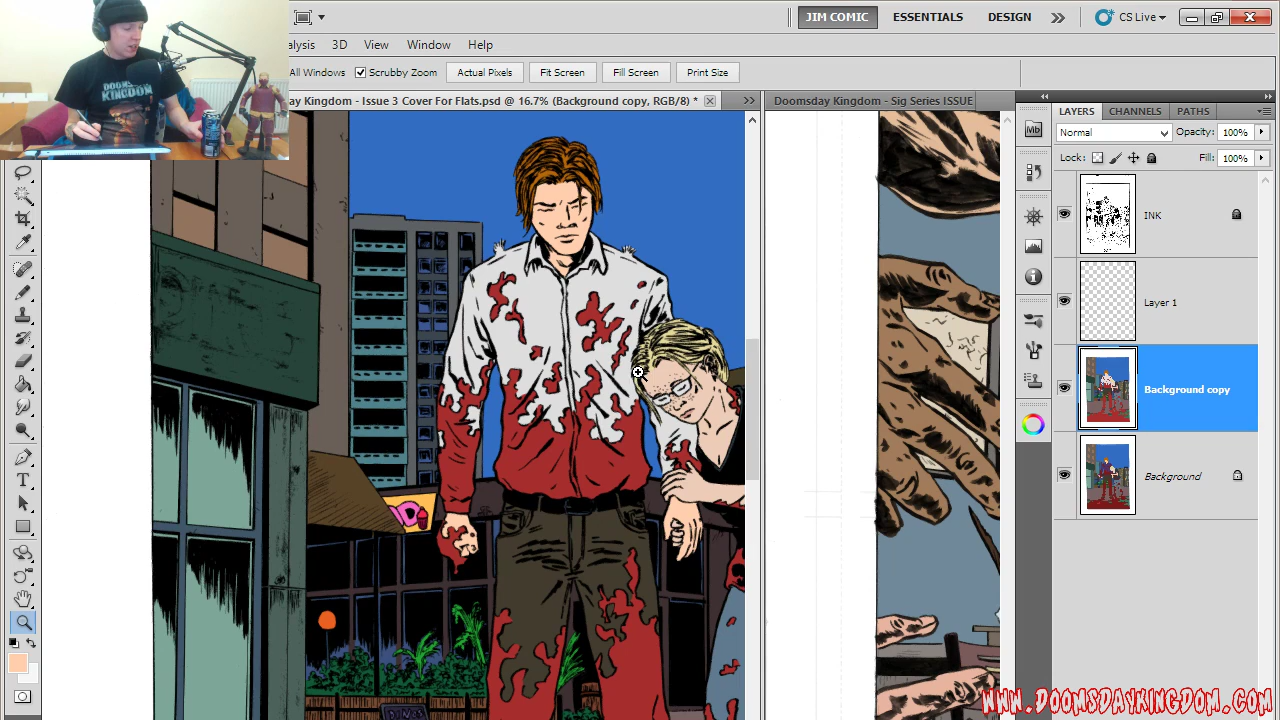 DOOMSDAY
KINGDOM
JIM COMIC
ESSENTIALS
DESIGN
CS Live
alysis
3D
View
Window
Help
All Windows
Scrubby Zoom
Actual Pixels
Fit Screen
Fill Screen
Print Size
ay Kingdom - Issue 3 Cover For Flats.psd @ 16.7% (Background copy, RGB/8) *
Doomsday Kingdom - Sig Series ISSUE
LAYERS
CHANNELS
PATHS
Normal
Opacity:
100%
Lock:
Fill:
100%
Mb
INK
Layer 1
Background copy
Background
WWW.DOOMSDAYKINGDOM.COM